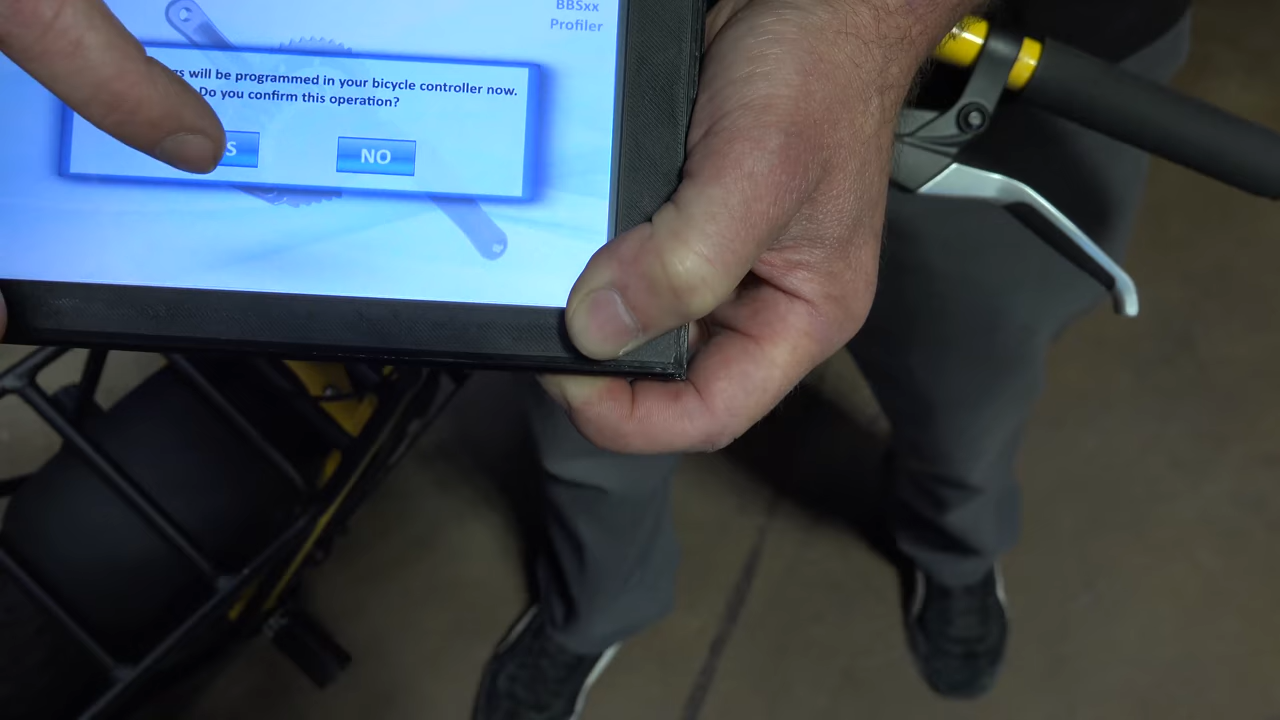 BBSxx
Profiler
will be programmed in your bicycle controller now.
Do you confirm this operation?
NO